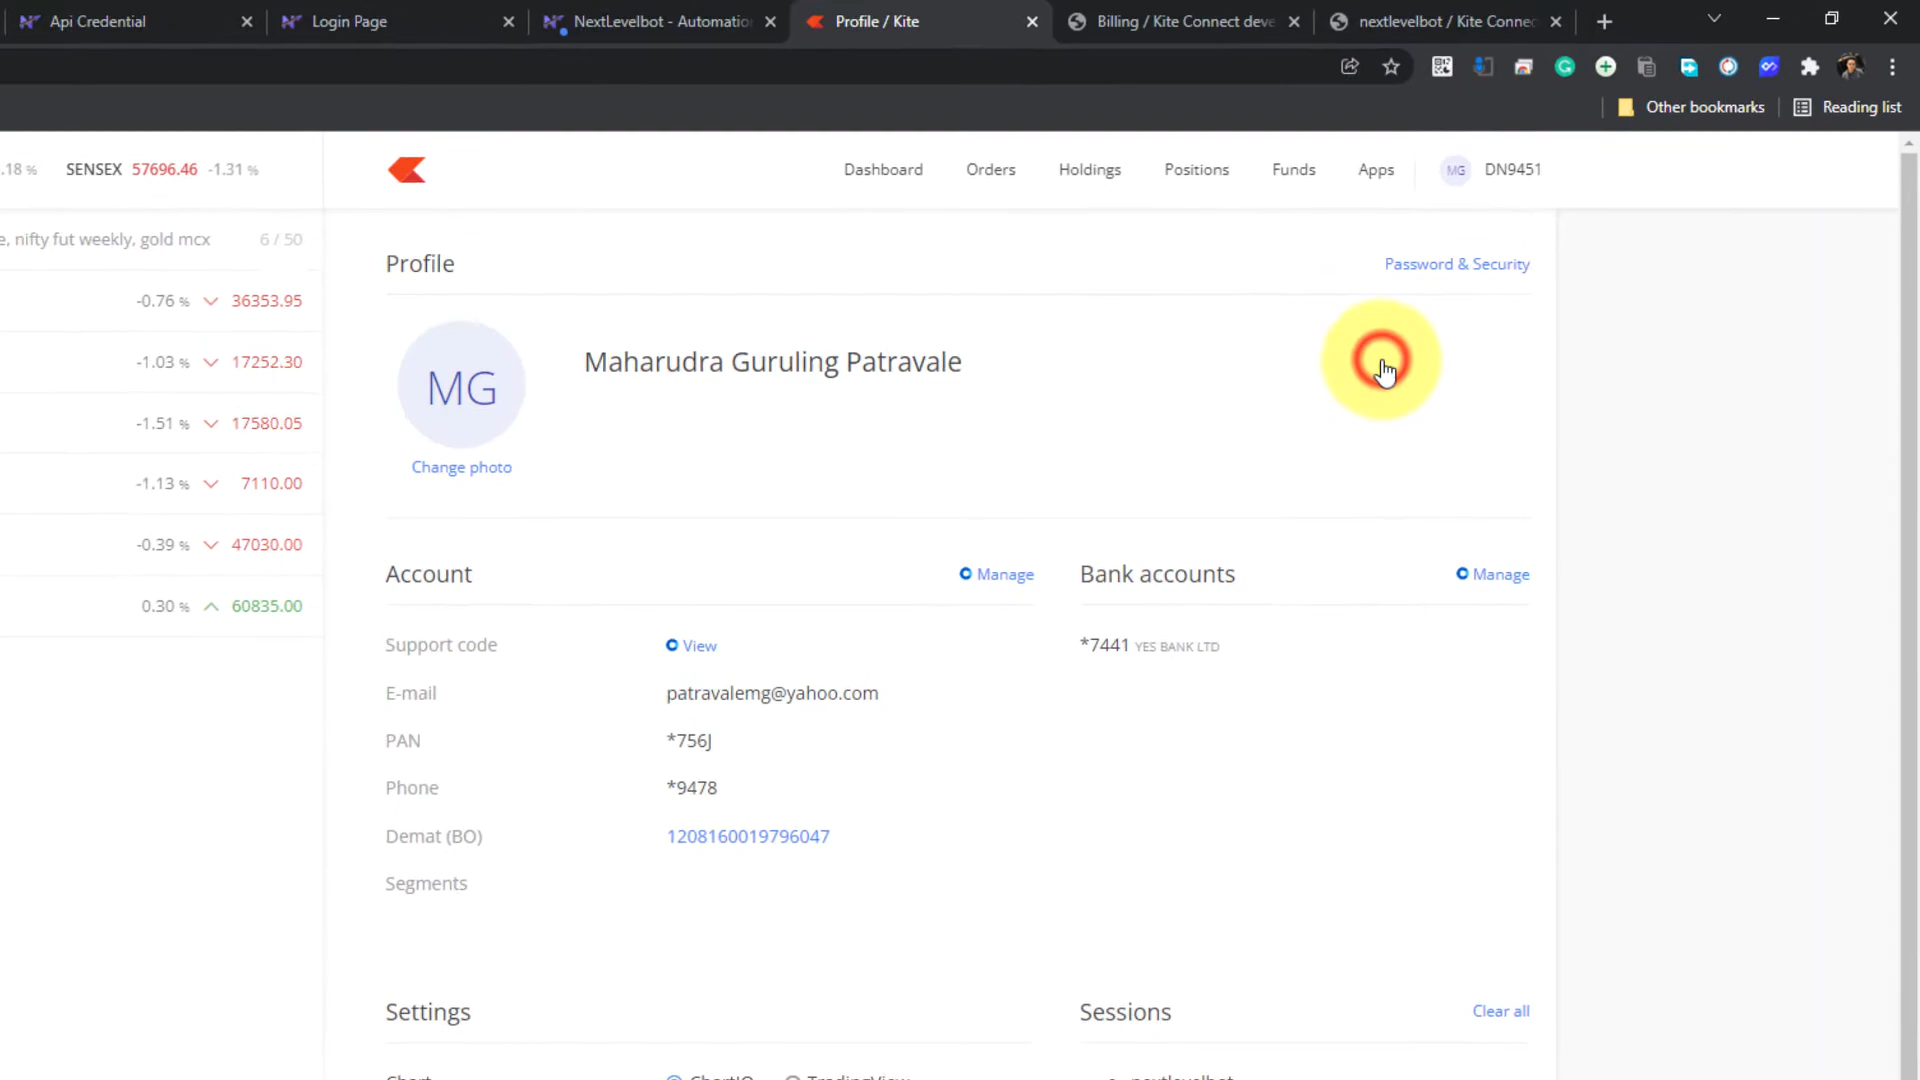 Api Credential
Login Page
NextLevelbot - Automatio
Profile / Kite
Billing / Kite Connect deve
nextlevelbot / Kite Connec
Other bookmarks
Reading list
.18 %
SENSEX 57696.46 -1.31 %
Dashboard
Orders
Holdings
Positions
Funds
Apps
MG
DN9451
e, nifty fut weekly, gold mcx
6 / 50
-0.76 % 36353.95
-1.03 % 17252.30
-1.51 % 17580.05
-1.13 % 7110.00
-0.39 % 47030.00
0.30 % 60835.00
Profile
Password & Security
MG
Maharudra Guruling Patravale
Change photo
Account
Manage
Support code
View
E-mail
patravalemg@yahoo.com
PAN
*756J
Phone
*9478
Demat (BO)
1208160019796047
Segments
Bank accounts
Manage
*7441 YES BANK LTD
Settings
Chart
ChartIQ
TradingView
Sessions
Clear all
nextlevelbot